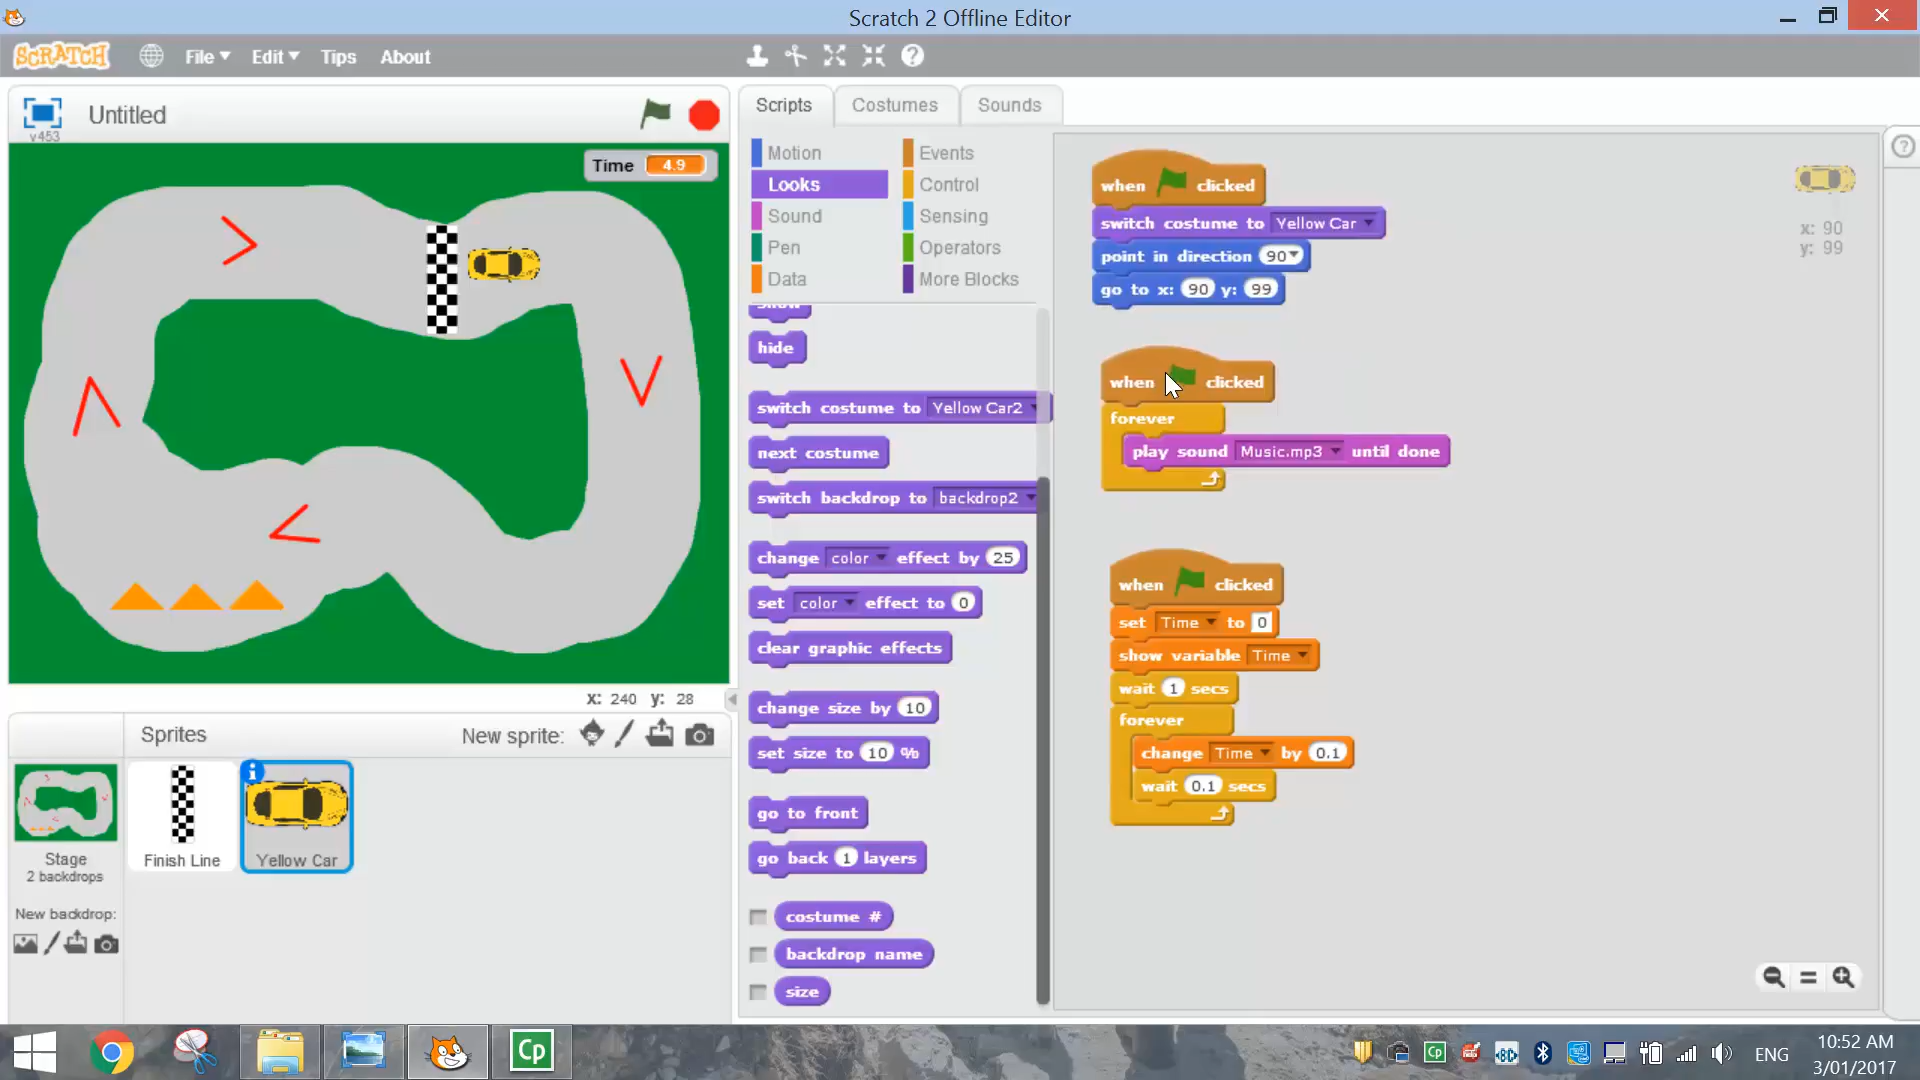 Scratch 2 Offline Editor
SCRATCH
File
Edit
Tips
About
v453
Untitled
Time 4.9
x: 240 y: 28
Sprites
New sprite:
Stage
2 backdrops
New backdrop:
Finish Line
Yellow Car
Scripts
Costumes
Sounds
Motion
Looks
Sound
Pen
Data
Events
Control
Sensing
Operators
More Blocks
show
hide
switch costume to Yellow Car2
next costume
switch backdrop to backdrop2
change color effect by 25
set color effect to 0
clear graphic effects
change size by 10
set size to 10 %
go to front
go back 1 layers
costume #
backdrop name
size
when clicked
switch costume to Yellow Car
point in direction 90
go to x: 90 y: 99
when clicked
forever
play sound Music.mp3 until done
when clicked
set Time to 0
show variable Time
wait 1 secs
forever
change Time by 0.1
wait 0.1 secs
x: 90
y: 99
Cp
Cp
ENG
10:52 AM
3/01/2017